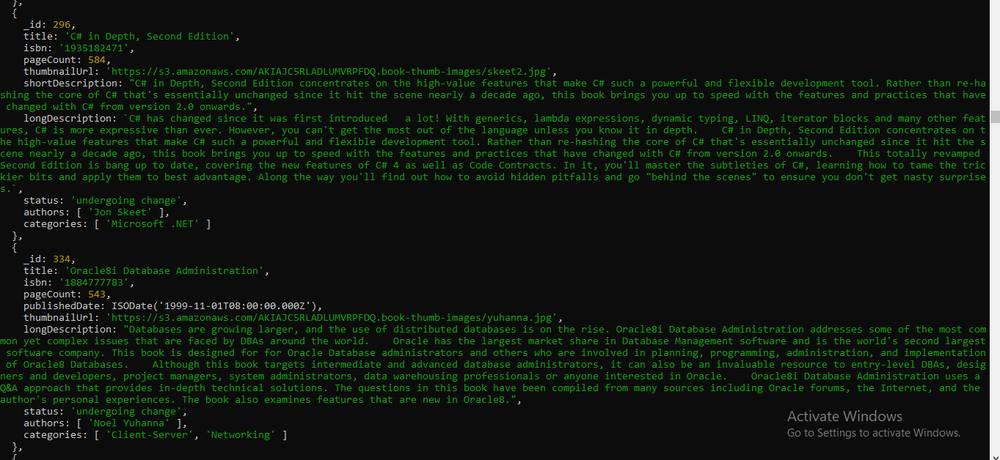 },
{
_id: 296,
title: 'C# in Depth, Second Edition',
isbn: '1935182471',
pageCount: 584,
thumbnailUrl: 'https://s3.amazonaws.com/AKIAJC5RLADLUMVRPFDQ.book-thumb-images/skeet2.jpg',
shortDescription: "C# in Depth, Second Edition concentrates on the high-value features that make C# such a powerful and flexible development tool. Rather than re-ha
shing the core of C# that's essentially unchanged since it hit the scene nearly a decade ago, this book brings you up to speed with the features and practices that have
changed with C# from version 2.0 onwards.",
longDescription: `C# has changed since it was first introduced   a lot! With generics, lambda expressions, dynamic typing, LINQ, iterator blocks and many other feat
ures, C# is more expressive than ever. However, you can't get the most out of the language unless you know it in depth.    C# in Depth, Second Edition concentrates on t
he high-value features that make C# such a powerful and flexible development tool. Rather than re-hashing the core of C# that's essentially unchanged since it hit the s
cene nearly a decade ago, this book brings you up to speed with the features and practices that have changed with C# from version 2.0 onwards.    This totally revamped
Second Edition is bang up to date, covering the new features of C# 4 as well as Code Contracts. In it, you'll master the subtleties of C#, learning how to tame the tric
kier bits and apply them to best advantage. Along the way you'll find out how to avoid hidden pitfalls and go "behind the scenes" to ensure you don't get nasty surprise
s.`,
status: 'undergoing change',
authors: [ 'Jon Skeet' ],
categories: [ 'Microsoft .NET' ]
},
{
_id: 334,
title: 'Oracle8i Database Administration',
isbn: '1884777783',
pageCount: 543,
publishedDate: ISODate('1999-11-01T08:00:00.000Z'),
thumbnailUrl: 'https://s3.amazonaws.com/AKIAJC5RLADLUMVRPFDQ.book-thumb-images/yuhanna.jpg',
longDescription: "Databases are growing larger, and the use of distributed databases is on the rise. Oracle8i Database Administration addresses some of the most com
mon yet complex issues that are faced by DBAs around the world.    Oracle has the largest market share in Database Management software and is the world's second largest
software company. This book is designed for for Oracle Database administrators and others who are involved in planning, programming, administration, and implementation
of Oracle8 Databases.    Although this book targets intermediate and advanced database administrators, it can also be an invaluable resource to entry-level DBAs, desig
ners and developers, project managers, system administrators, data warehousing professionals or anyone interested in Oracle.    Oracle8i Database Administration uses a
Q&A approach that provides in-depth technical solutions. The questions in this book have been compiled from many sources including Oracle forums, the Internet, and the
author's personal experiences. The book also examines features that are new in Oracle8.",
status: 'undergoing change',
authors: [ 'Noel Yuhanna' ],
categories: [ 'Client-Server', 'Networking' ]
},
{
Activate Windows
Go to Settings to activate Windows.